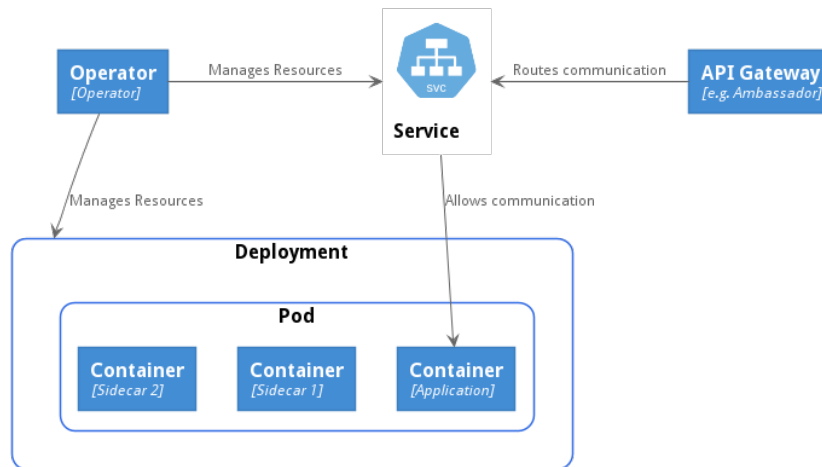 Operator
[Operator]
Manages Resources
svc
Service
Routes communication
API Gateway
[e.g. Ambassador]
Manages Resources
Allows communication
Deployment
Pod
Container
[Sidecar 2]
Container
[Sidecar 1]
Container
[Application]